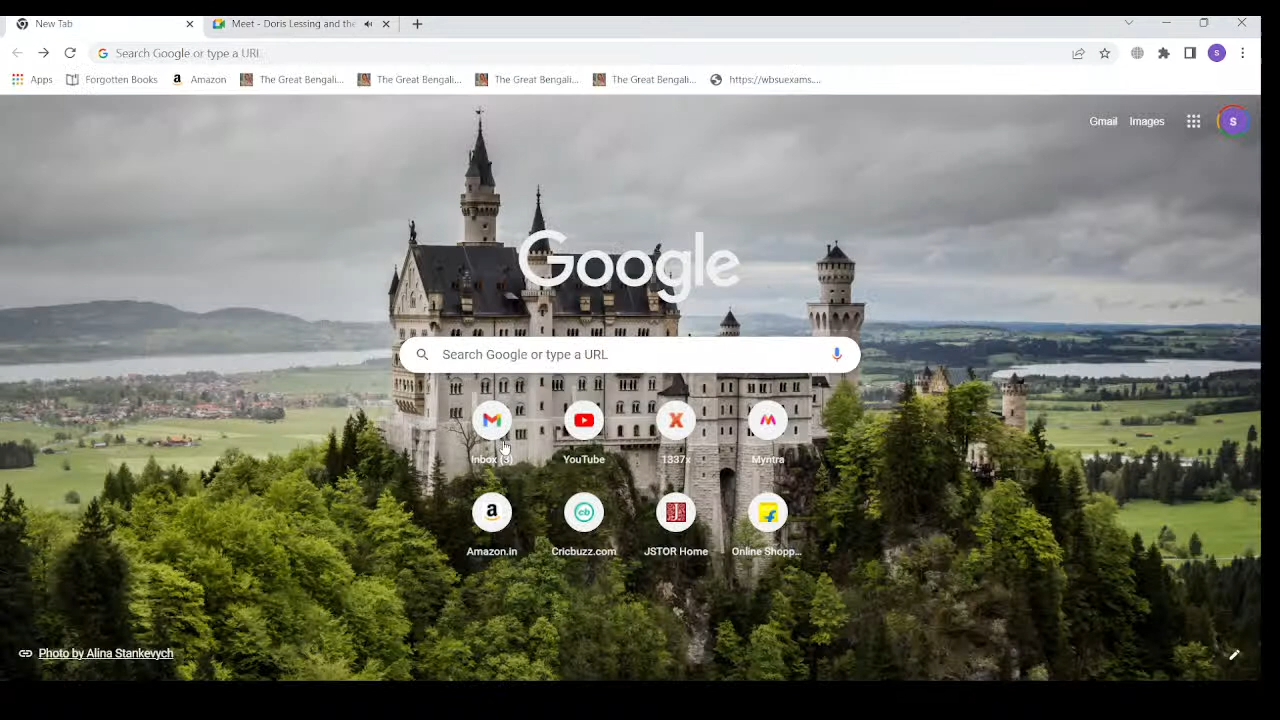 New Tab
Meet - Doris Lessing and the
Search Google or type a URL
Apps
Forgotten Books
Amazon
The Great Bengali...
The Great Bengali...
The Great Bengali...
The Great Bengali...
https://wbsuexams....
S
Gmail
Images
S
Google
Search Google or type a URL
Inbox (3)
YouTube
1337x
Myntra
Amazon.in
Cricbuzz.com
JSTOR Home
Online Shopp...
Photo by Alina Stankevych